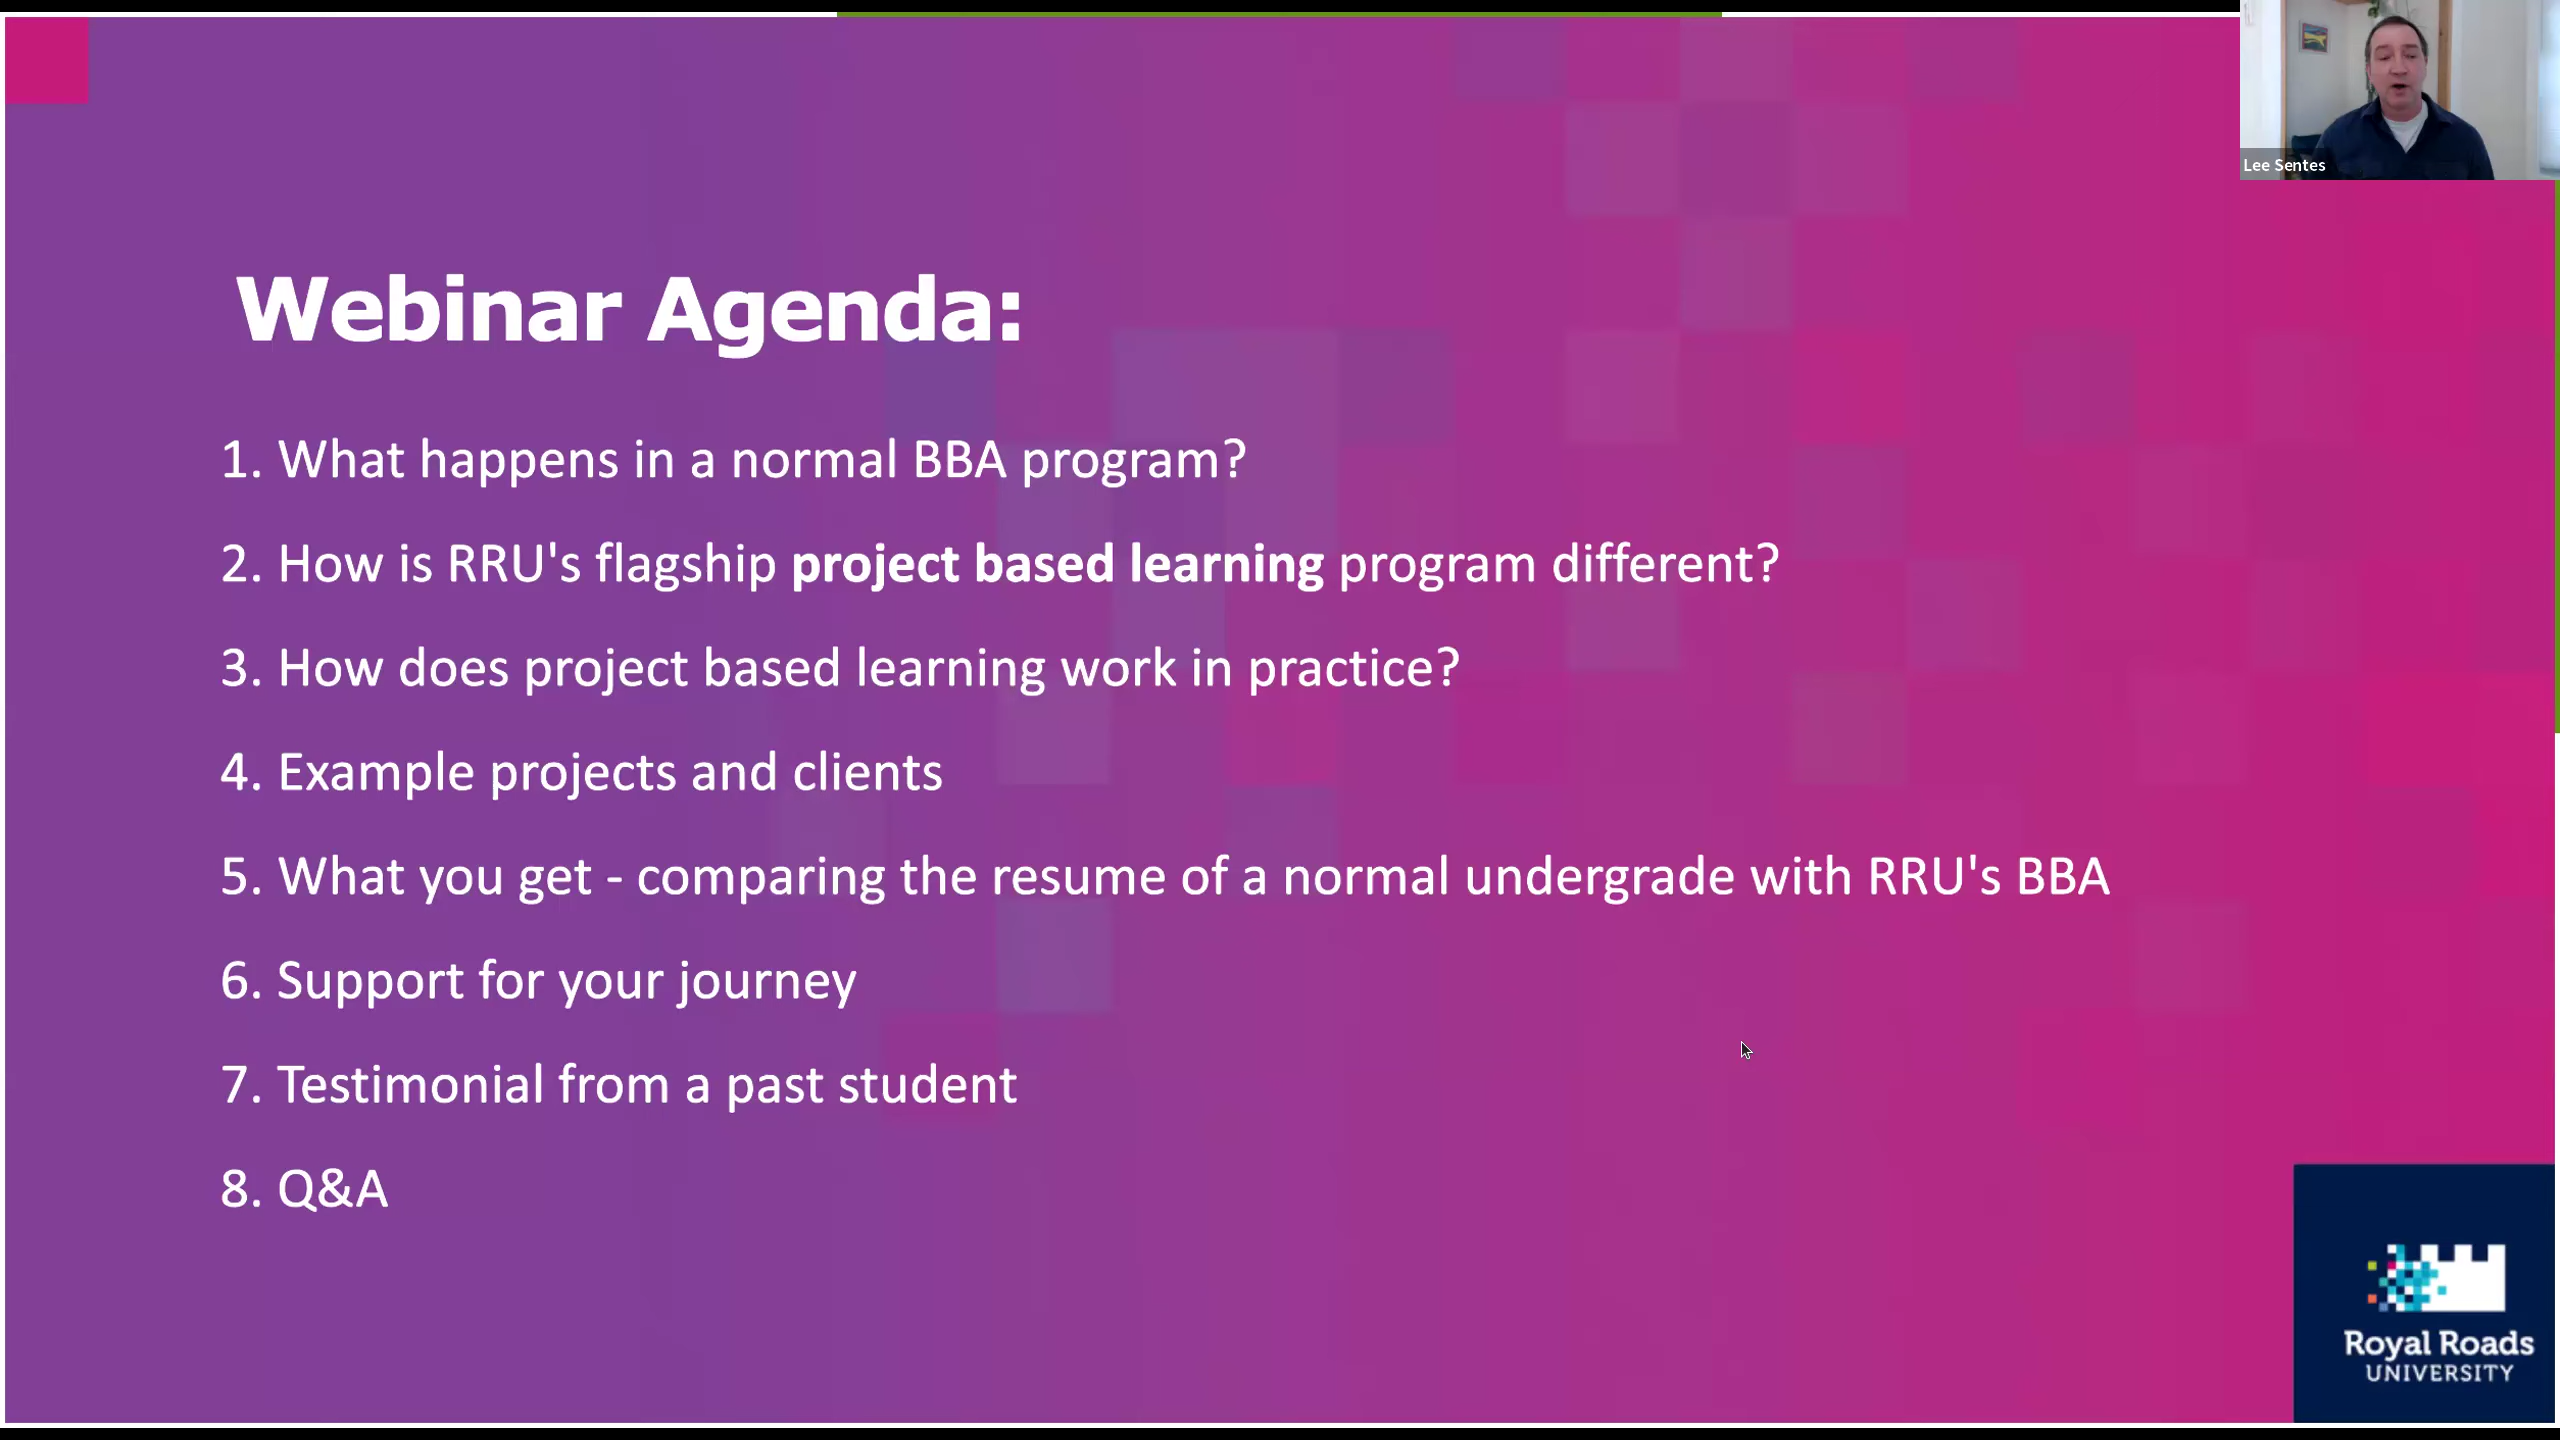 Lee Sentes
Webinar Agenda:
1. What happens in a normal BBA program?
2. How is RRU's flagship project based learning program different?
3. How does project based learning work in practice?
4. Example projects and clients
5. What you get - comparing the resume of a normal undergrade with RRU's BBA
6. Support for your journey
7. Testimonial from a past student
8. Q&A
Royal Roads
UNIVERSITY